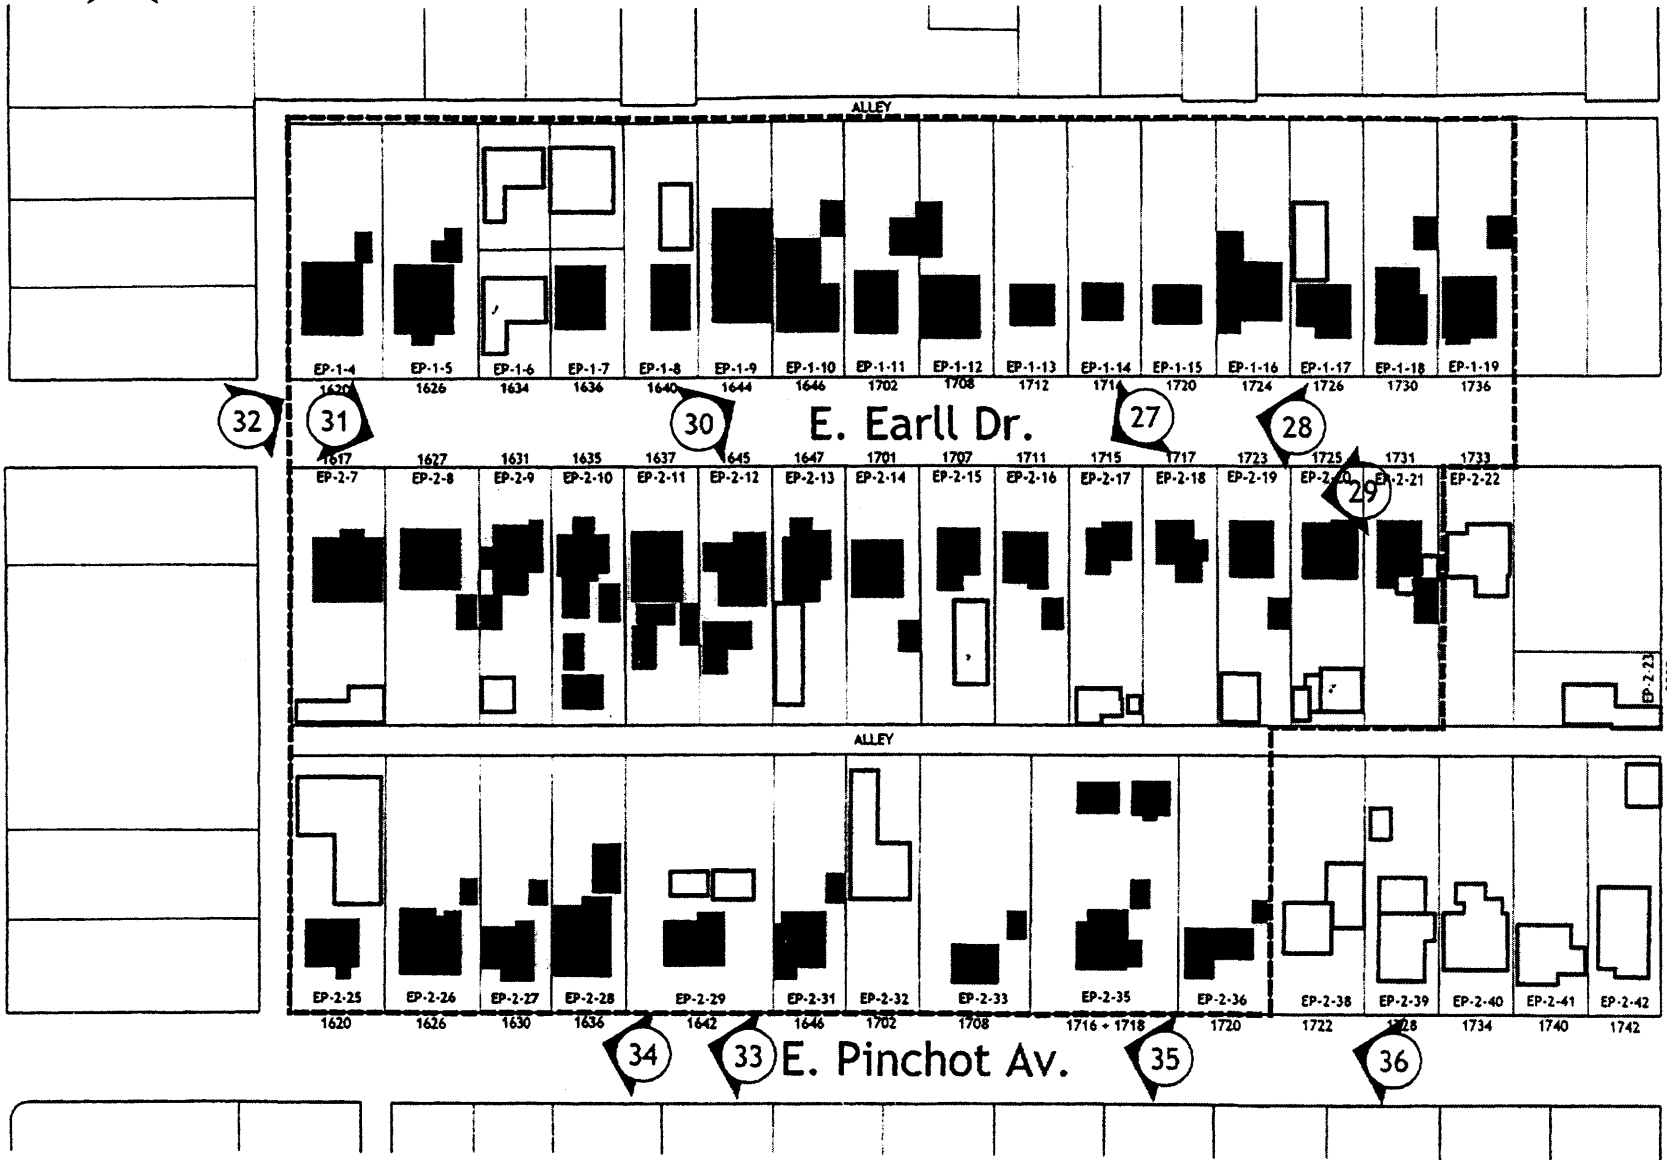 ALLEY
EP-1-4 EP-1-5 EP-1-6 EP-1-7 EP-1-8 EP-1-9 EP-1-10 EP-1-11 EP-1-12 EP-1-13 EP-1-14 EP-1-15 EP-1-16 EP-1-17 EP-1-18 EP-1-19
1620 1626 1634 1636 1640 1644 1646 1702 1708 1712 1714 1720 1724 1726 1730 1736
32 31 30 E. Earll Dr. 27 28
1617 1627 1631 1635 1637 1645 1647 1701 1707 1711 1715 1717 1723 1725 1731 1733
EP-2-7 EP-2-8 EP-2-9 EP-2-10 EP-2-11 EP-2-12 EP-2-13 EP-2-14 EP-2-15 EP-2-16 EP-2-17 EP-2-18 EP-2-19 EP-2-20 EP-2-21 EP-2-22
29
EP-2-23
ALLEY
EP-2-25 EP-2-26 EP-2-27 EP-2-28 EP-2-29 EP-2-31 EP-2-32 EP-2-33 EP-2-35 EP-2-36 EP-2-38 EP-2-39 EP-2-40 EP-2-41 EP-2-42
1620 1626 1630 1636 1642 1646 1702 1708 1716 + 1718 1720 1722 1728 1734 1740 1742
34 33 E. Pinchot Av. 35 36